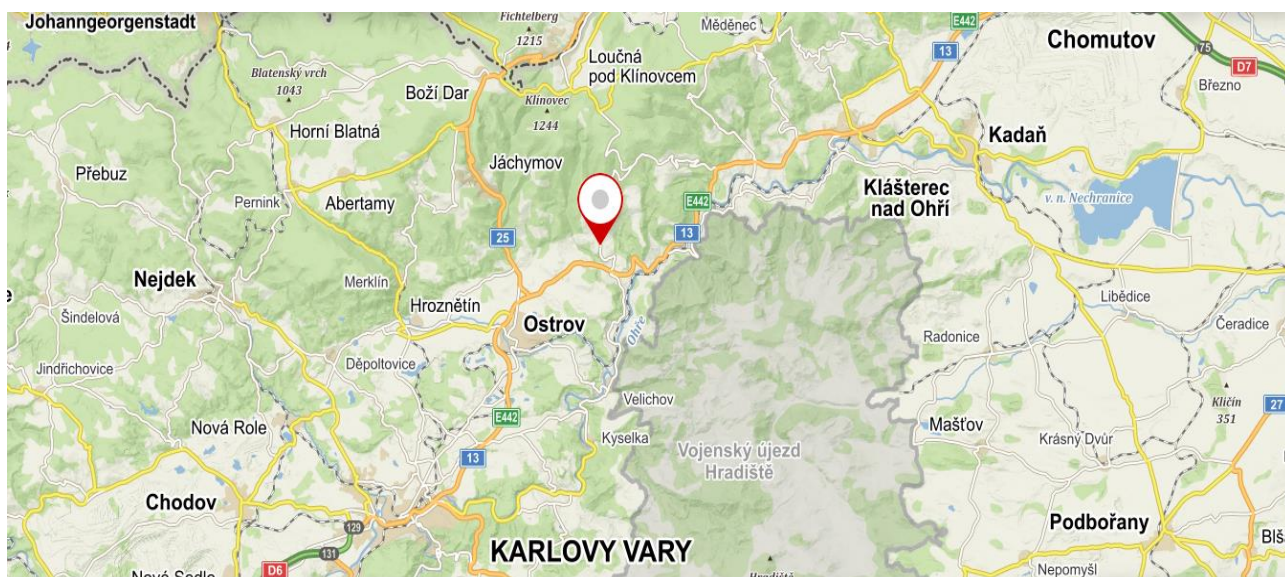 Johanngeorgenstadt
Fichtelberg
1215
Měděnec
E442
13
Chomutov
75
D7
Březno
Blatenský vrch
1043
Boží Dar
Loučná
pod Klínovcem
Klínovec
1244
Horní Blatná
Kadaň
Přebuz
Jáchymov
Pernink
Abertamy
Klášterec
nad Ohří
v. n. Nechranice
E442
13
25
Nejdek
Merklín
Hroznětín
Šindelová
Ostrov
Ohře
Libědice
Čeradice
Radonice
Jindřichovice
Děpoltovice
Velichov
Kličín
351
27
E442
Nová Role
Kyselka
Mašťov
Krásný Dvůr
13
Vojenský újezd
Hradiště
Chodov
129
Podbořany
KARLOVY VARY
131
D6
Nepomyšl